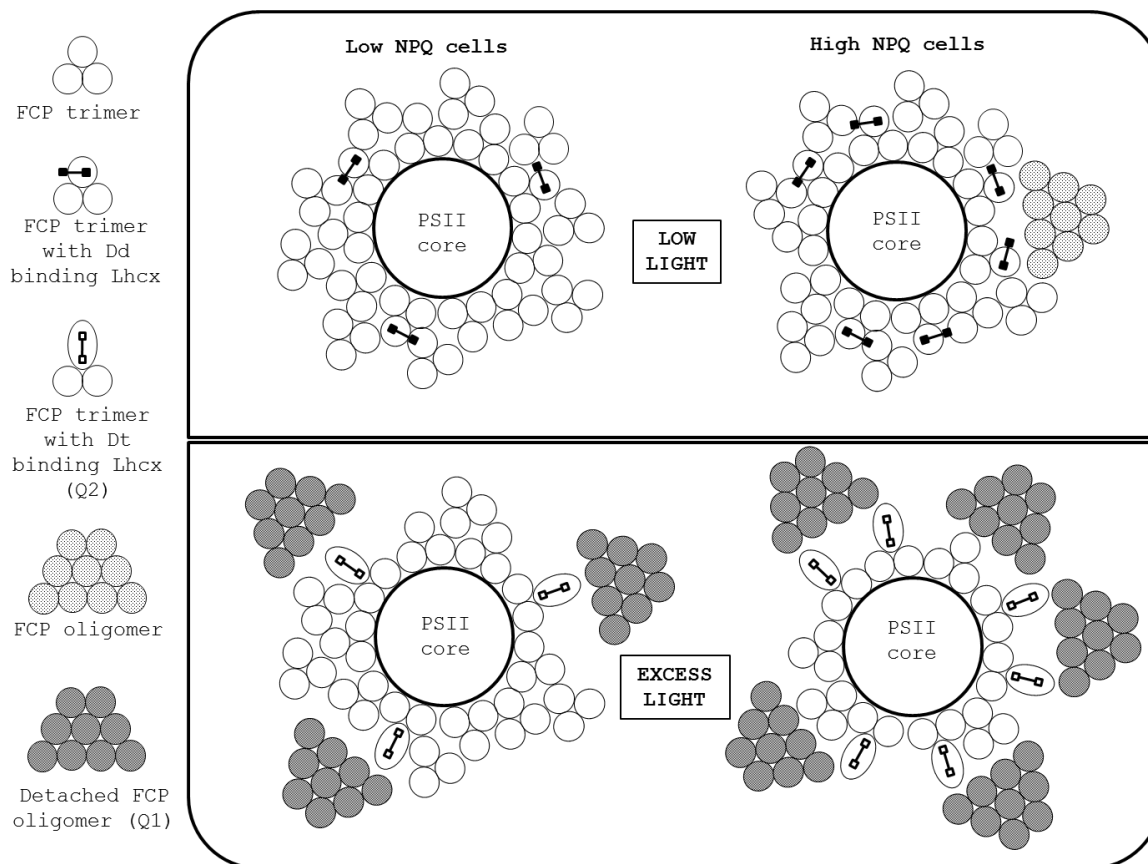 FCP trimer
FCP trimer
with Dd
binding Lhcx
FCP trimer
with Dt
binding Lhcx
(Q2)
FCP oligomer
Detached FCP
oligomer (Q1)
Low NPQ cells
High NPQ cells
PSII
core
LOW
LIGHT
PSII
core
PSII
core
EXCESS
LIGHT
PSII
core